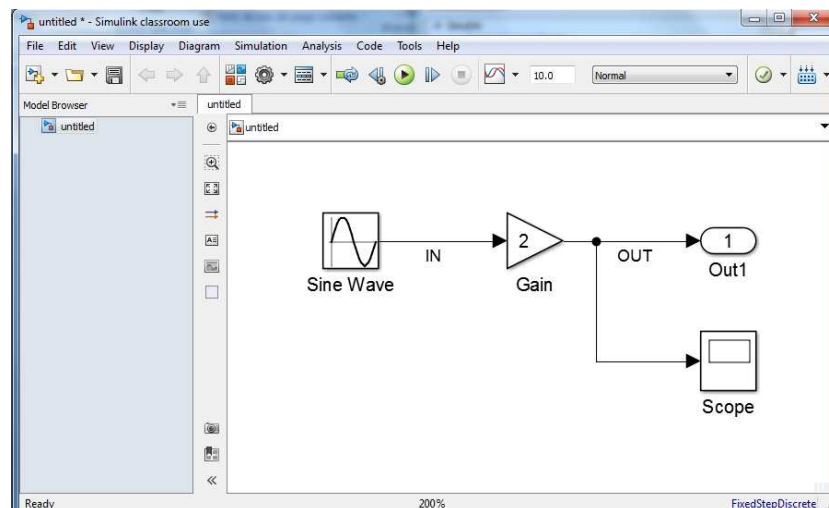 untitled * - Simulink classroom use
File Edit View Display Diagram Simulation Analysis Code Tools Help
10.0 Normal
Model Browser untitled
untitled untitled
IN 2 OUT 1
Sine Wave Gain Out1
Scope
Ready 200% FixedStepDiscrete